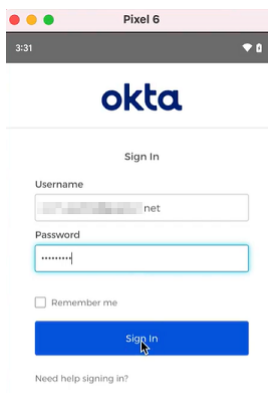 Pixel 6
3:31
okta
Sign In
Username
net
Password
Remember me
Sign In
Need help signing in?